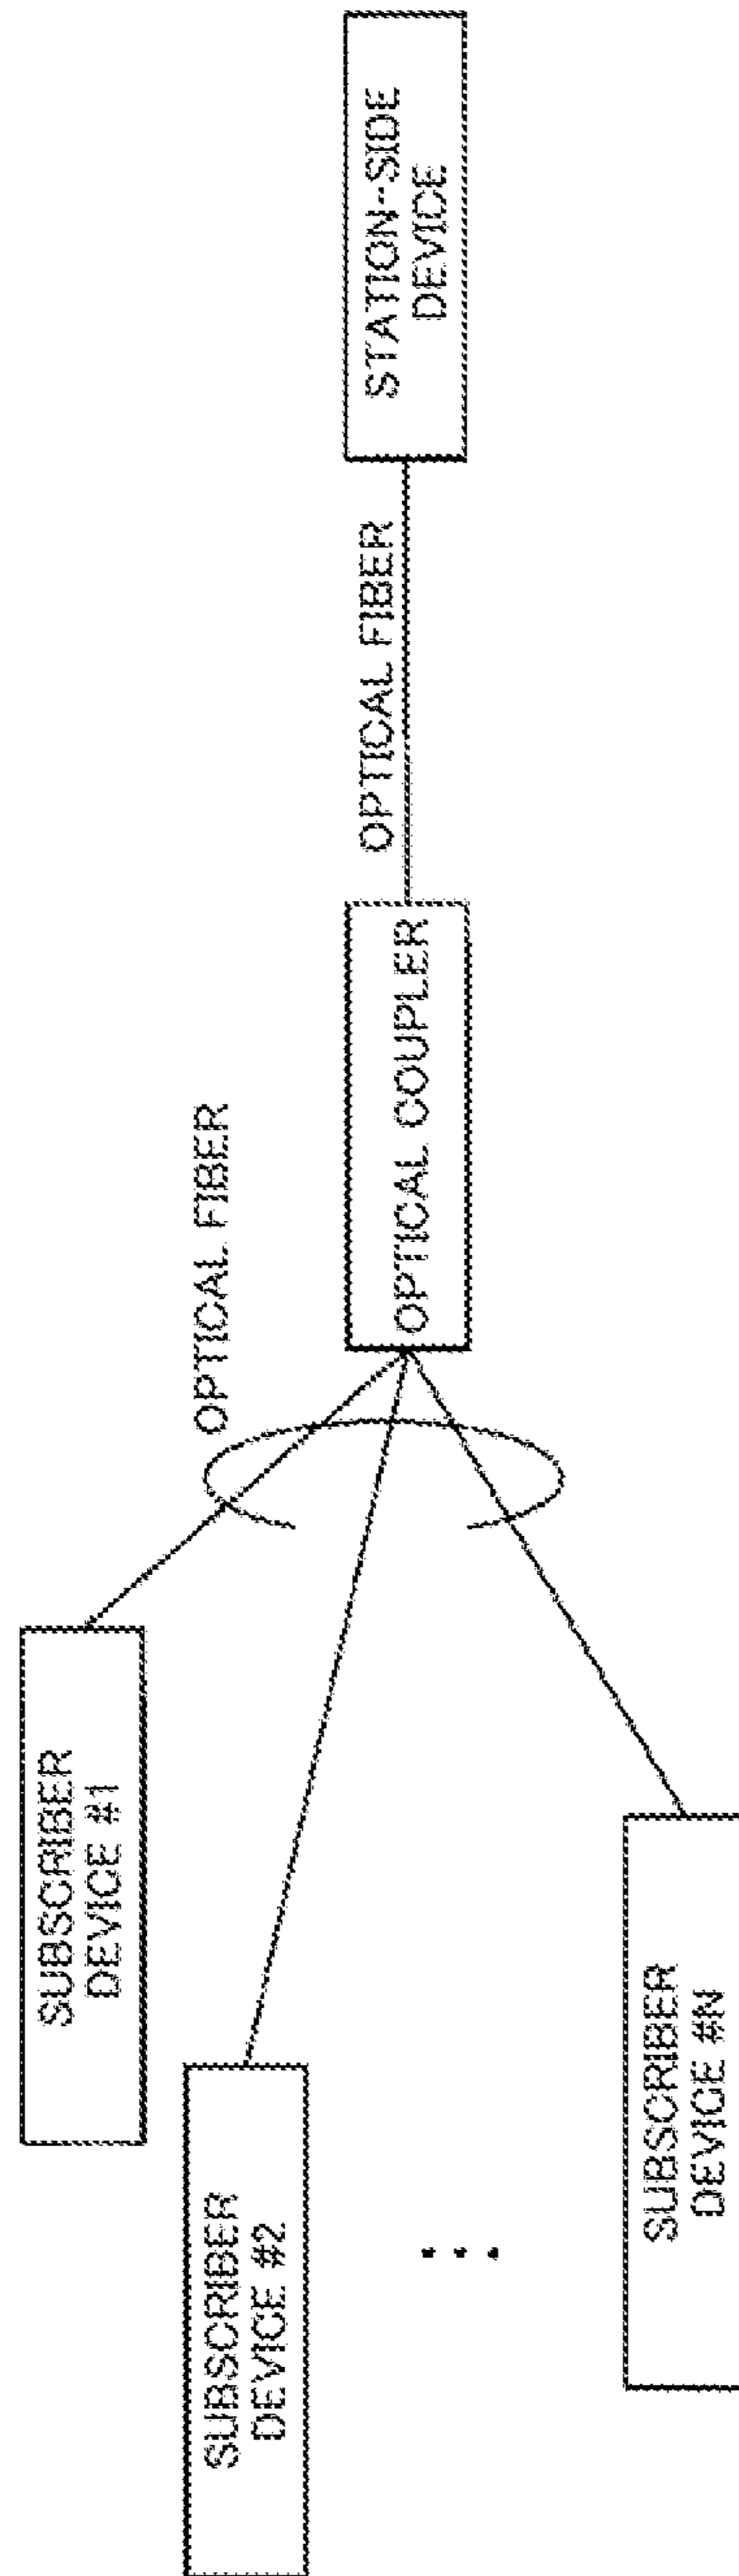 SUBSCRIBER
DEVICE #1
SUBSCRIBER
DEVICE #2
SUBSCRIBER
DEVICE #N
OPTICAL FIBER
OPTICAL COUPLER
OPTICAL FIBER
STATION-SIDE
DEVICE